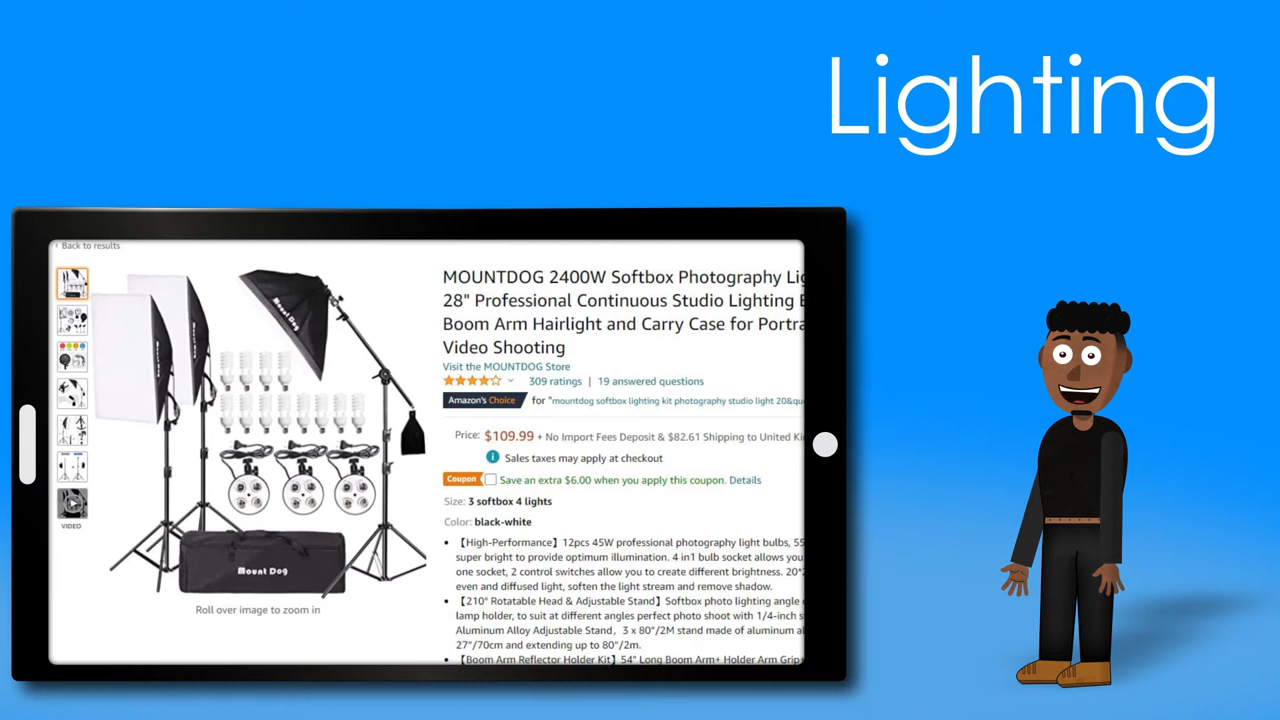 Lighting
Back to results
MOUNTDOG 2400W Softbox Photography Lig
28" Professional Continuous Studio Lighting
Boom Arm Hairlight and Carry Case for Portra
Video Shooting
Visit the MOUNTDOG Store
309 ratings | 19 answered questions
Amazon's Choice for "mountdog softbox lighting kit photography studio light 20&qu
Price: $109.99 + No Import Fees Deposit & $82.61 Shipping to United Ki
Sales taxes may apply at checkout
Coupon Save an extra $6.00 when you apply this coupon. Details
Size: 3 softbox 4 lights
Color: black-white
• 【High-Performance】12pcs 45W professional photography light bulbs, 55
super bright to provide optimum illumination. 4 in1 bulb socket allows you
one socket, 2 control switches allow you to create different brightness. 20*
even and diffused light, soften the light stream and remove shadow.
• 【210° Rotatable Head & Adjustable Stand】Softbox photo lighting angle
lamp holder, to suit at different angles perfect photo shoot with 1/4-inch s
Aluminum Alloy Adjustable Stand, 3 x 80"/2M stand made of aluminum al
27"/70cm and extending up to 80"/2m.
• 【Boom Arm Reflector Holder Kit】54" Long Boom Arm+ Holder Arm Grip
Mount Dog
Mount Dog
VIDEO
Roll over image to zoom in